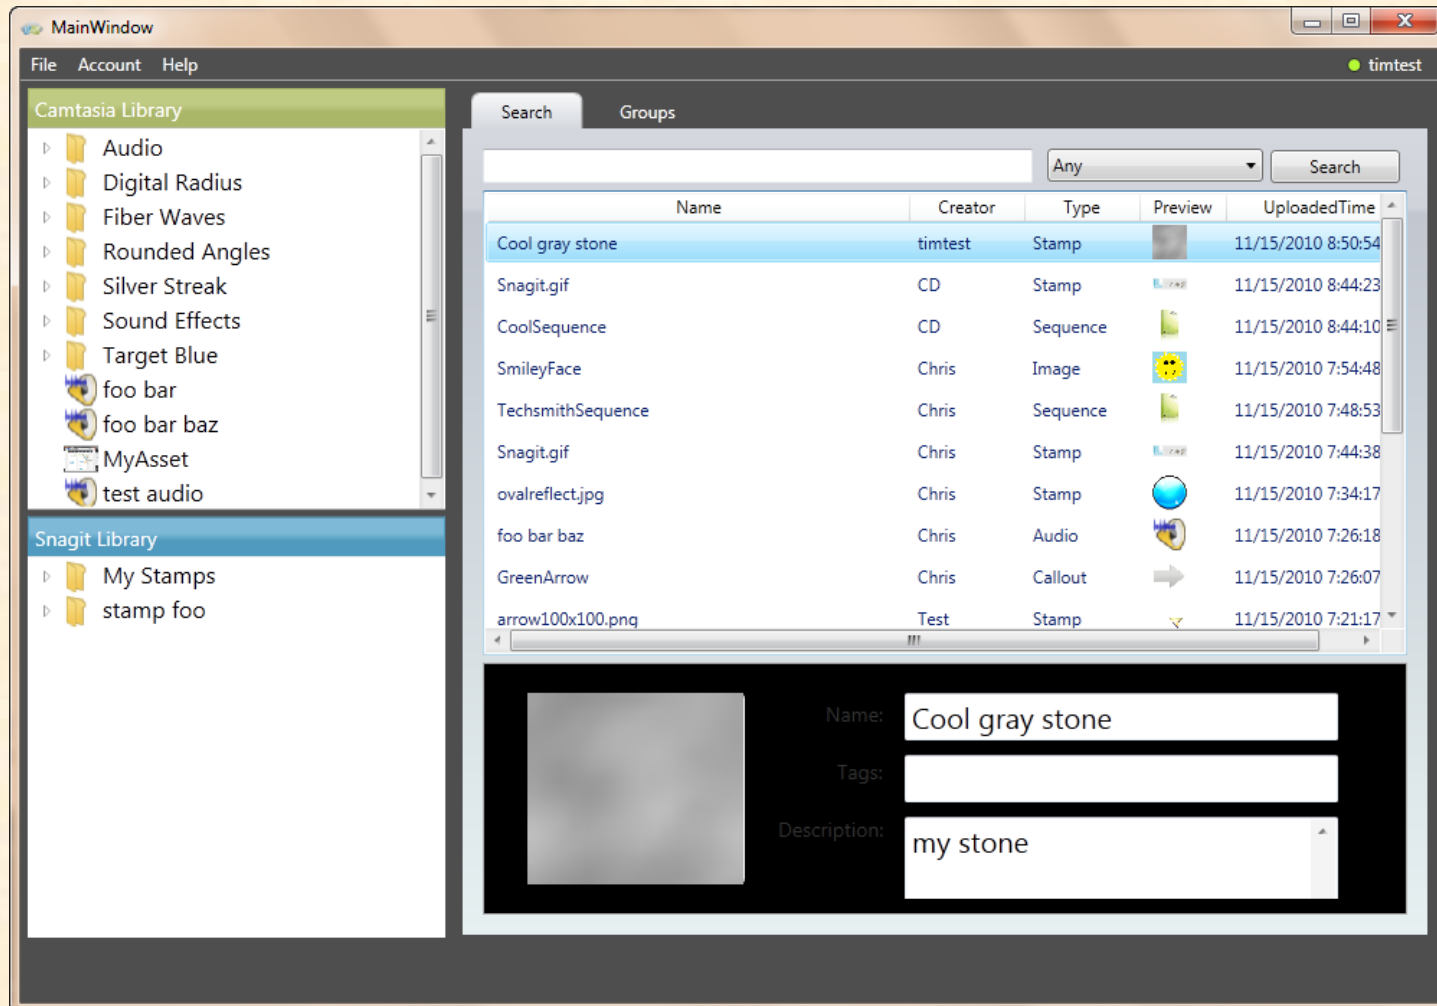 MainWindow
File Account Help timtest
Camtasia Library
Audio
Digital Radius
Fiber Waves
Rounded Angles
Silver Streak
Sound Effects
Target Blue
foo bar
foo bar baz
MyAsset
test audio
Snagit Library
My Stamps
stamp foo
Search Groups
Any Search
Name Creator Type Preview UploadedTime
Cool gray stone timtest Stamp 11/15/2010 8:50:54
Snagit.gif CD Stamp 11/15/2010 8:44:23
CoolSequence CD Sequence 11/15/2010 8:44:10
SmileyFace Chris Image 11/15/2010 7:54:48
TechsmithSequence Chris Sequence 11/15/2010 7:48:53
Snagit.gif Chris Stamp 11/15/2010 7:44:38
ovalreflect.jpg Chris Stamp 11/15/2010 7:34:17
foo bar baz Chris Audio 11/15/2010 7:26:18
GreenArrow Chris Callout 11/15/2010 7:26:07
arrow100x100.png Test Stamp 11/15/2010 7:21:17
Name: Cool gray stone
Tags:
Description: my stone